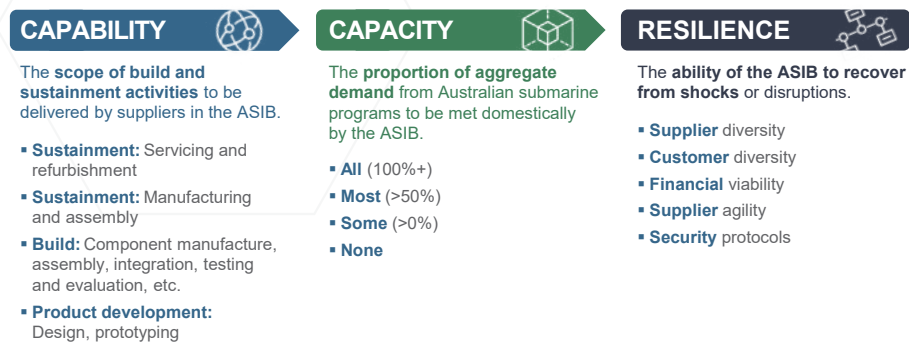 CAPABILITY
The scope of build and
sustainment activities to be
delivered by suppliers in the ASIB.
▪ Sustainment: Servicing and
refurbishment
▪ Sustainment: Manufacturing
and assembly
▪ Build: Component manufacture,
assembly, integration, testing
and evaluation, etc.
▪ Product development:
Design, prototyping
CAPACITY
The proportion of aggregate
demand from Australian submarine
programs to be met domestically
by the ASIB.
▪ All (100%+)
▪ Most (>50%)
▪ Some (>0%)
▪ None
RESILIENCE
The ability of the ASIB to recover
from shocks or disruptions.
▪ Supplier diversity
▪ Customer diversity
▪ Financial viability
▪ Supplier agility
▪ Security protocols